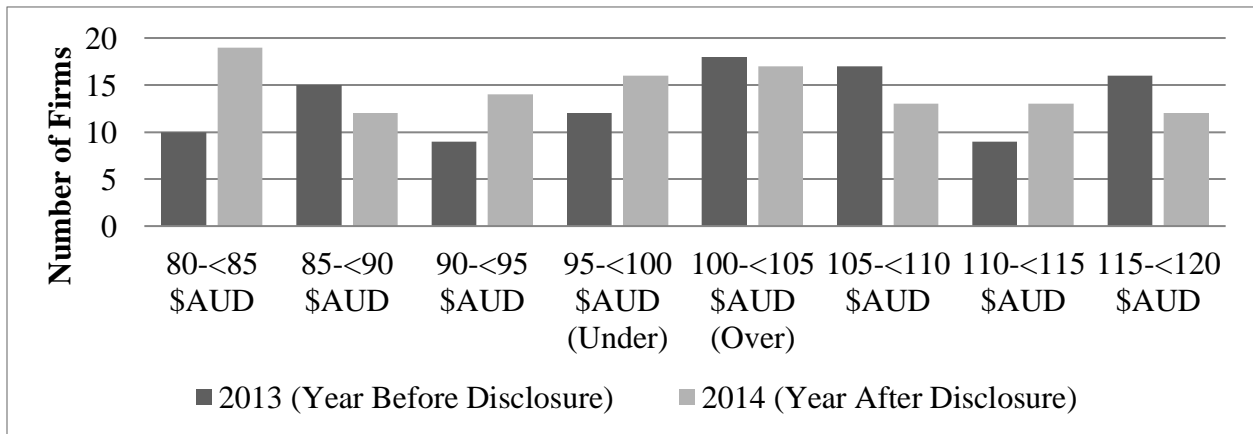 Number of Firms
20
15
10
5
0
80-<85 85-<90 90-<95 95-<100 100-<105 105-<110 110-<115 115-<120
$AUD $AUD $AUD $AUD $AUD $AUD $AUD $AUD
(Under) (Over)
2013 (Year Before Disclosure) 2014 (Year After Disclosure)